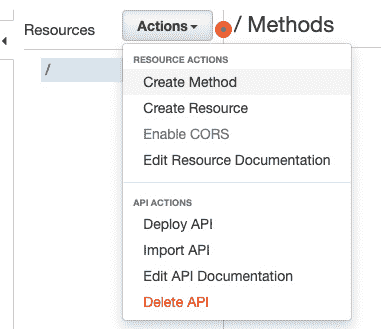 Resources
Actions
/ Methods
/
RESOURCE ACTIONS
Create Method
Create Resource
Enable CORS
Edit Resource Documentation
API ACTIONS
Deploy API
Import API
Edit API Documentation
Delete API